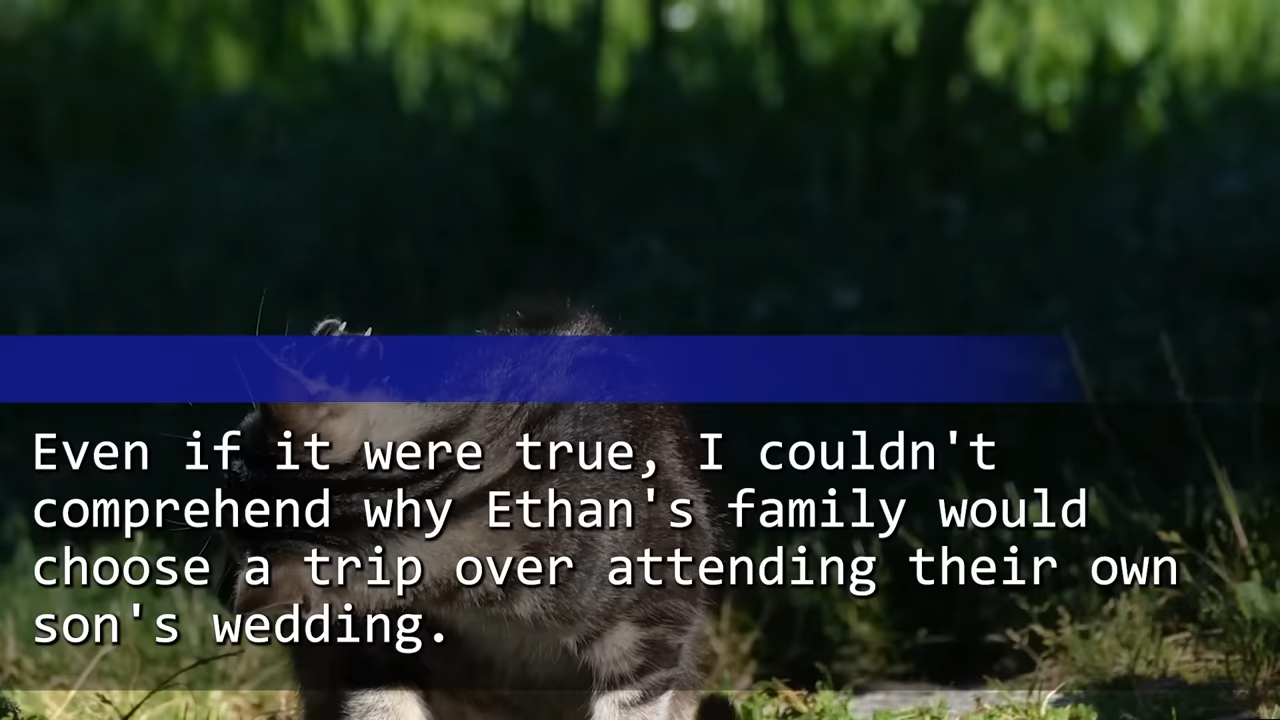 Even if it were true, I couldn't
comprehend why Ethan's family would
choose a trip over attending their own
son's wedding.